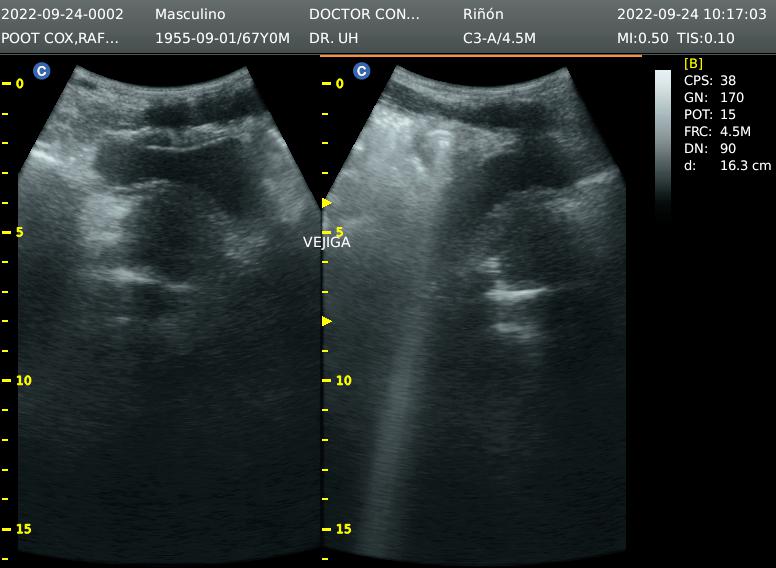 2022-09-24-0002 Masculino DOCTOR CON... Riñón 2022-09-24 10:17:03
POOT COX,RAF... 1955-09-01/67Y0M DR. UH C3-A/4.5M MI:0.50 TIS:0.10
[B]
CPS: 38
GN: 170
POT: 15
FRC: 4.5M
DN: 90
d: 16.3 cm
C C
0 0
5 5
VEJIGA
10 10
15 15